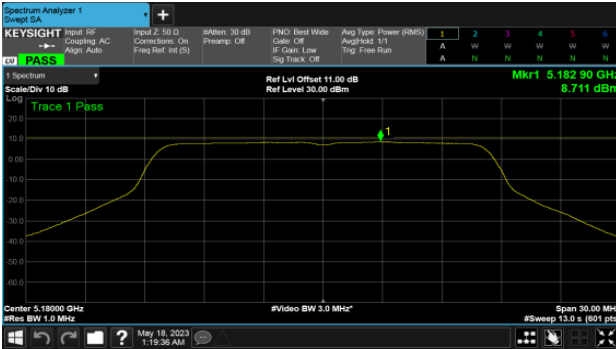 Spectrum Analyzer 1
Swept SA
+
KEYSIGHT Input: RF Input Z: 50 Ω #Atten: 30 dB PNO: Best Wide Avg Type: Power (RMS) 1 2 3 4 5 6
Coupling: AC Corrections: On Preamp: Off Gate: Off Avg|Hold: 1/1 A W W W W W
Align: Auto Freq Ref: Int (S) IF Gain: Low Trig: Free Run A N N N N N
Sig Track: Off
LXI PASS
1 Spectrum
Scale/Div 10 dB
Ref Lvl Offset 11.00 dB
Ref Level 30.00 dBm
Mkr1 5.182 90 GHz
8.711 dBm
Log
Trace 1 Pass
1
20.0
10.0
0.00
-10.0
-20.0
-30.0
-40.0
-50.0
-60.0
Center 5.18000 GHz #Video BW 3.0 MHz* Span 30.00 MHz
#Res BW 1.0 MHz #Sweep 13.0 s (601 pts)
? May 18, 2023
1:19:36 AM